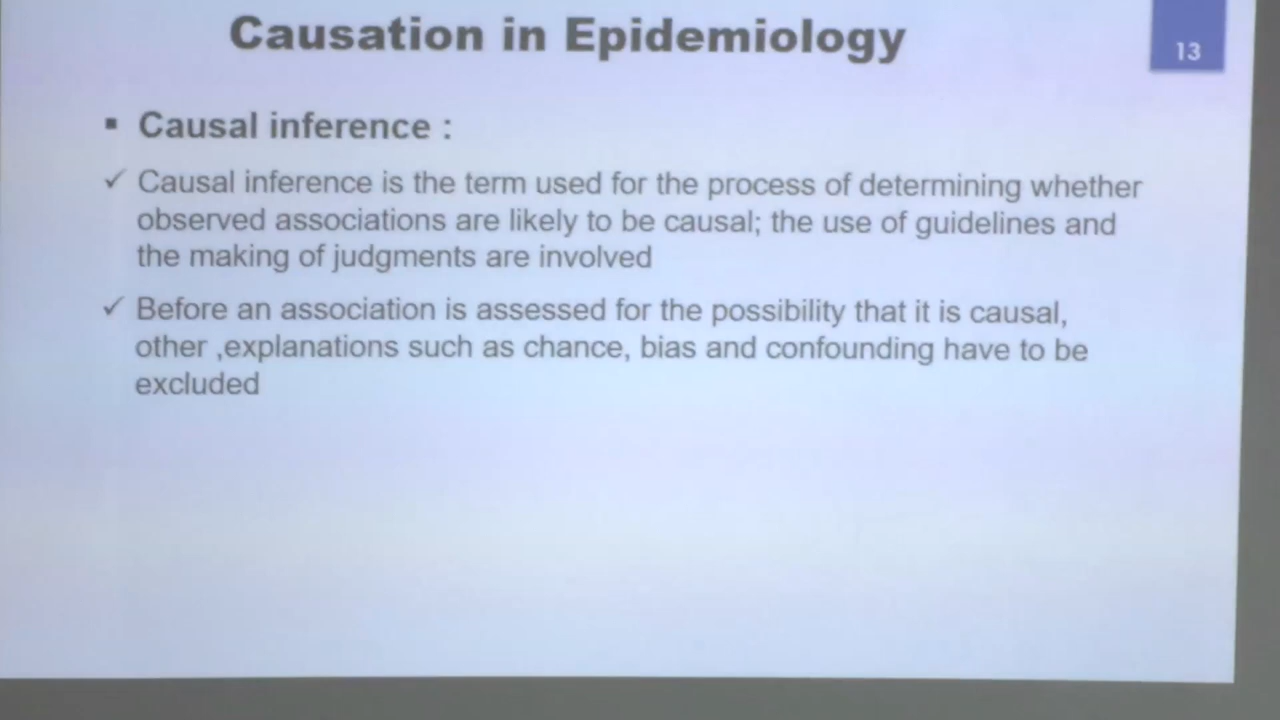 Causation in Epidemiology
13
▪ Causal inference :
✓ Causal inference is the term used for the process of determining whether
observed associations are likely to be causal; the use of guidelines and
the making of judgments are involved
✓ Before an association is assessed for the possibility that it is causal,
other ,explanations such as chance, bias and confounding have to be
excluded